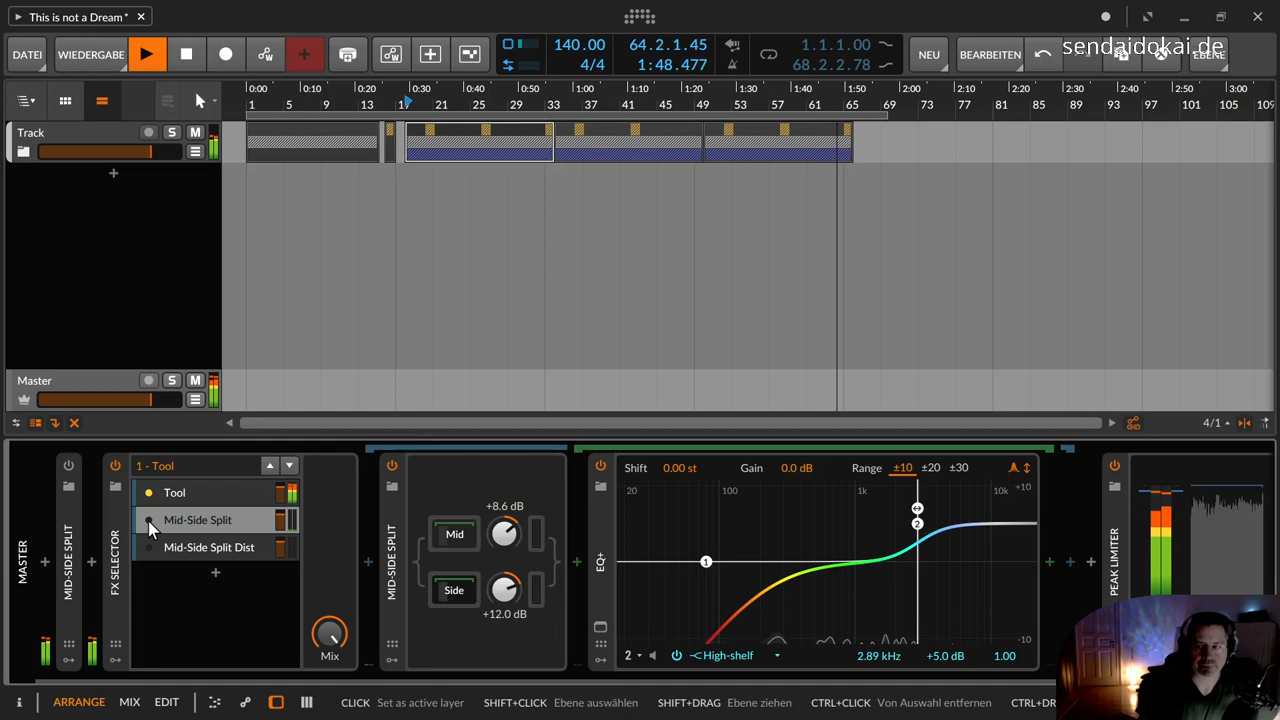 This is not a Dream*
DATEI
WIEDERGABE
140.00
4/4
64.2.1.45
1:48.477
1.1.1.00
68.2.2.78
NEU
BEARBEITEN
EBENE
sendaidokai.de
0:00 0:10 0:20 0:30 0:40 0:50 1:00 1:10 1:20 1:30 1:40 1:50 2:00 2:10 2:20 2:30 2:40 2:50 3:00
1 5 9 13 21 25 29 33 37 41 45 49 53 57 61 65 69 73 77 81 85 89 93 97 101 105 109
Track
S M
Master
S M
4/1
MASTER
MID-SIDE SPLIT
FX SELECTOR
1 - Tool
Tool
Mid-Side Split
Mid-Side Split Dist
Mix
MID-SIDE SPLIT
+8.6 dB
Mid
Side
+12.0 dB
EQ+
Shift 0.00 st Gain 0.0 dB Range ±10 ±20 ±30
20 100 1k 10k +10
1
2
-10
2 High-shelf 2.89 kHz +5.0 dB 1.00
PEAK LIMITER
ARRANGE MIX EDIT
CLICK Set as active layer SHIFT+CLICK Ebene auswählen SHIFT+DRAG Ebene ziehen CTRL+CLICK Von Auswahl entfernen